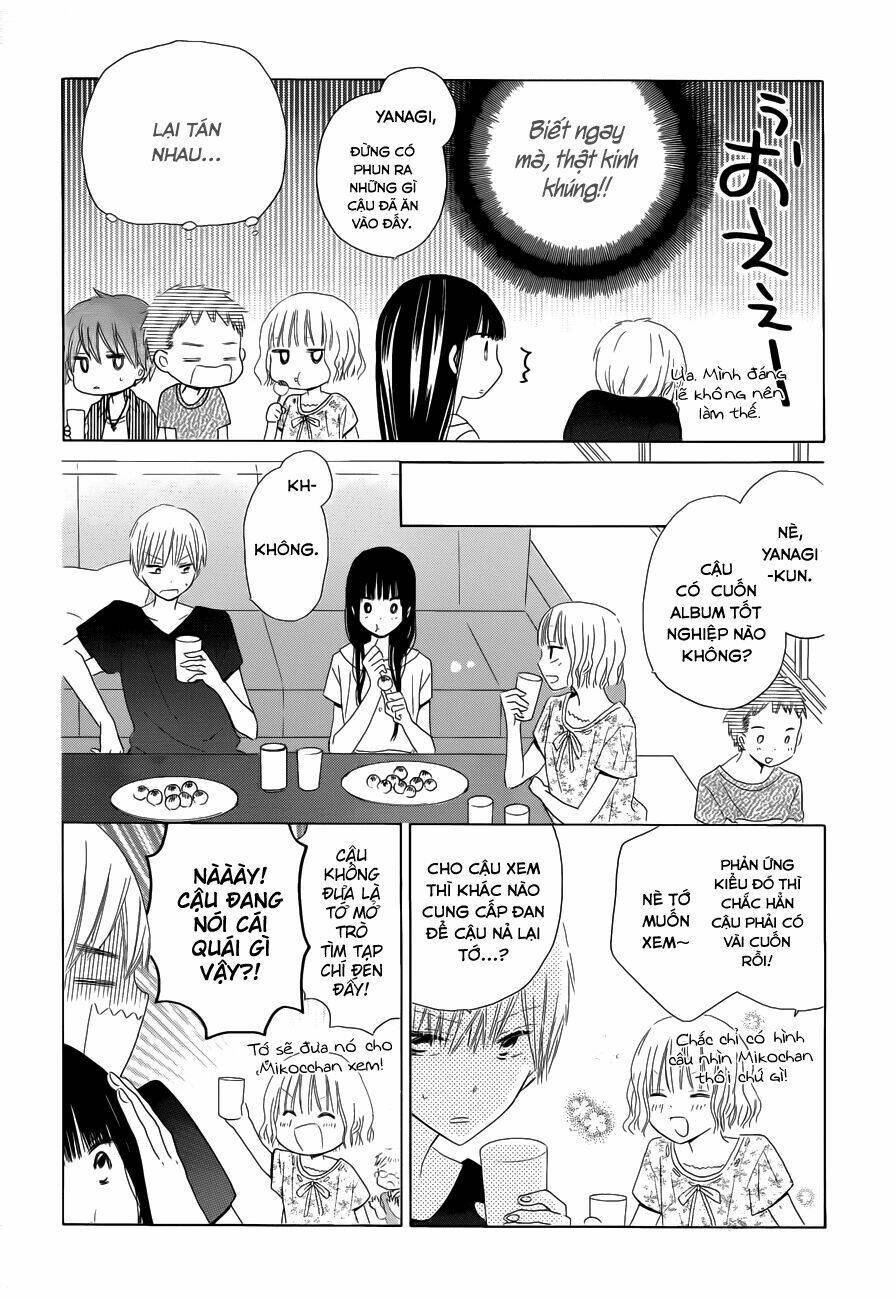 うおええー
Biết ngay
mà, thật kinh
khủng!!
Ụa. Mình đáng
lẽ không nên
làm thế.
YANAGI,
ĐỪNG CÓ
PHUN RA
NHỮNG GÌ
CẬU ĐÃ ĂN
VÀO ĐẤY.
LẠI TÁN
NHAU...
NÈ,
YANAGI
-KUN.
CẬU
CÓ CUỐN
ALBUM TỐT
NGHIỆP NÀO
KHÔNG?
KH-
KHÔNG.
PHẢN ỨNG
KIỂU ĐÓ THÌ
CHẮC HẲN
CẬU PHẢI CÓ
VÀI CUỐN
RỒI!
NÈ TỚ
MUỐN
XEM~
Chắc chỉ có hình
cậu nhìn Mikochan
thôi chứ gì!
CHO CẬU XEM
THÌ KHÁC NÀO
CUNG CẤP ĐẠN
ĐỂ CẬU NẢ LẠI
TỚ...?
CẬU
KHÔNG
ĐƯA LÀ
TỚ MỞ
TRÒ
TÌM TẠP
CHÍ ĐEN
ĐẤY!
Tớ sẽ đưa nó cho
Mikocchan xem!
NÀÀÀY!
CẬU ĐANG
NÓI CÁI
QUÁI GÌ
VẬY?!